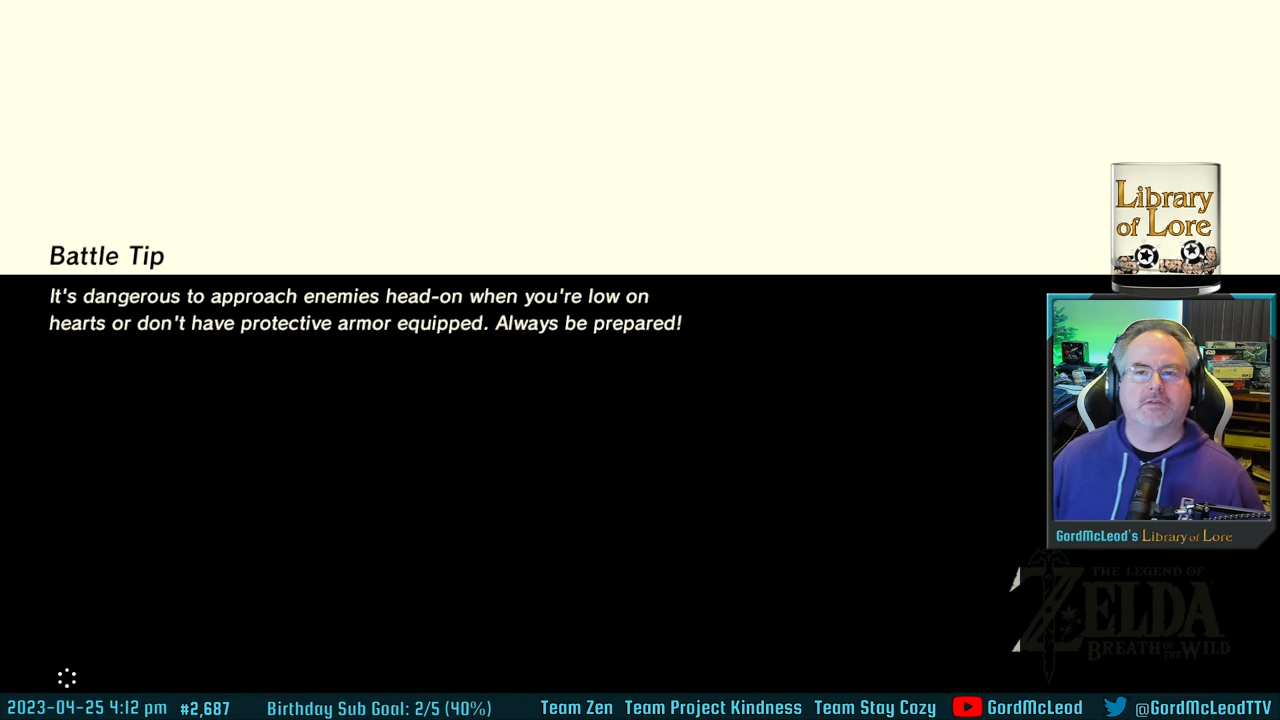 Library
of Lore
Battle Tip
It's dangerous to approach enemies head-on when you're low on
hearts or don't have protective armor equipped. Always be prepared!
GordMcLeod's Library of Lore
THE LEGEND OF
ZELDA
BREATH OF THE WILD
2023-04-25 4:12 pm #2,687 Birthday Sub Goal: 2/5 (40%) Team Zen Team Project Kindness Team Stay Cozy GordMcLeod @GordMcLeodTTV